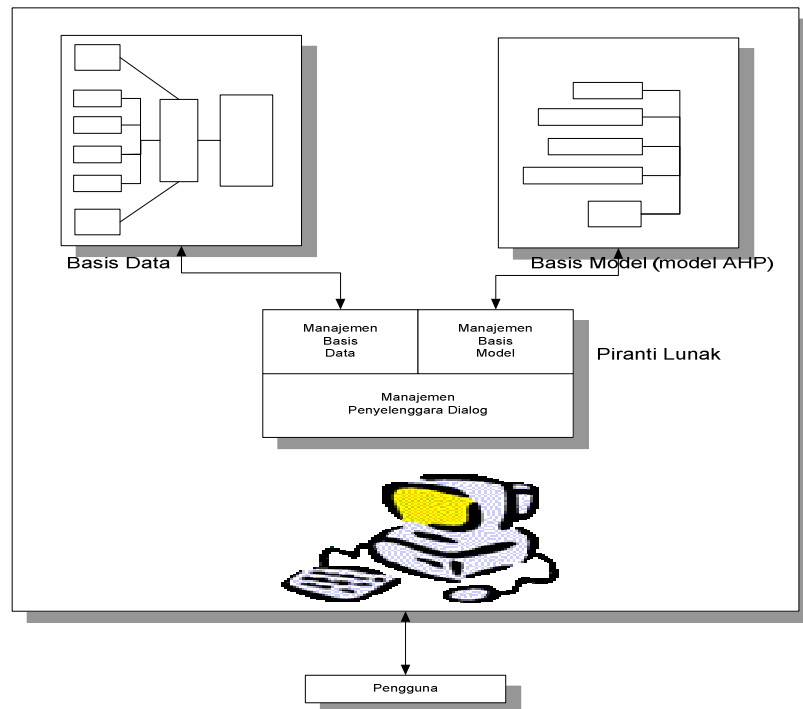 Basis Data
Basis Model (model AHP)
Manajemen
Basis
Data
Manajemen
Basis
Model
Piranti Lunak
Manajemen
Penyelenggara Dialog
Pengguna